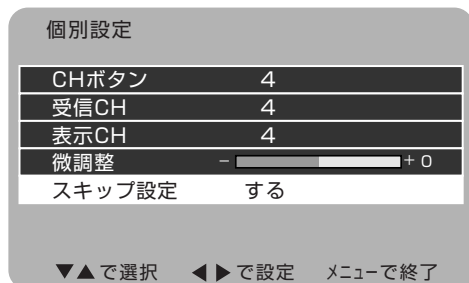 個別設定
CHボタン 4
受信CH 4
表示CH 4
微調整 - + 0
スキップ設定 する
▼▲で選択 ◀▶で設定 メニューで終了